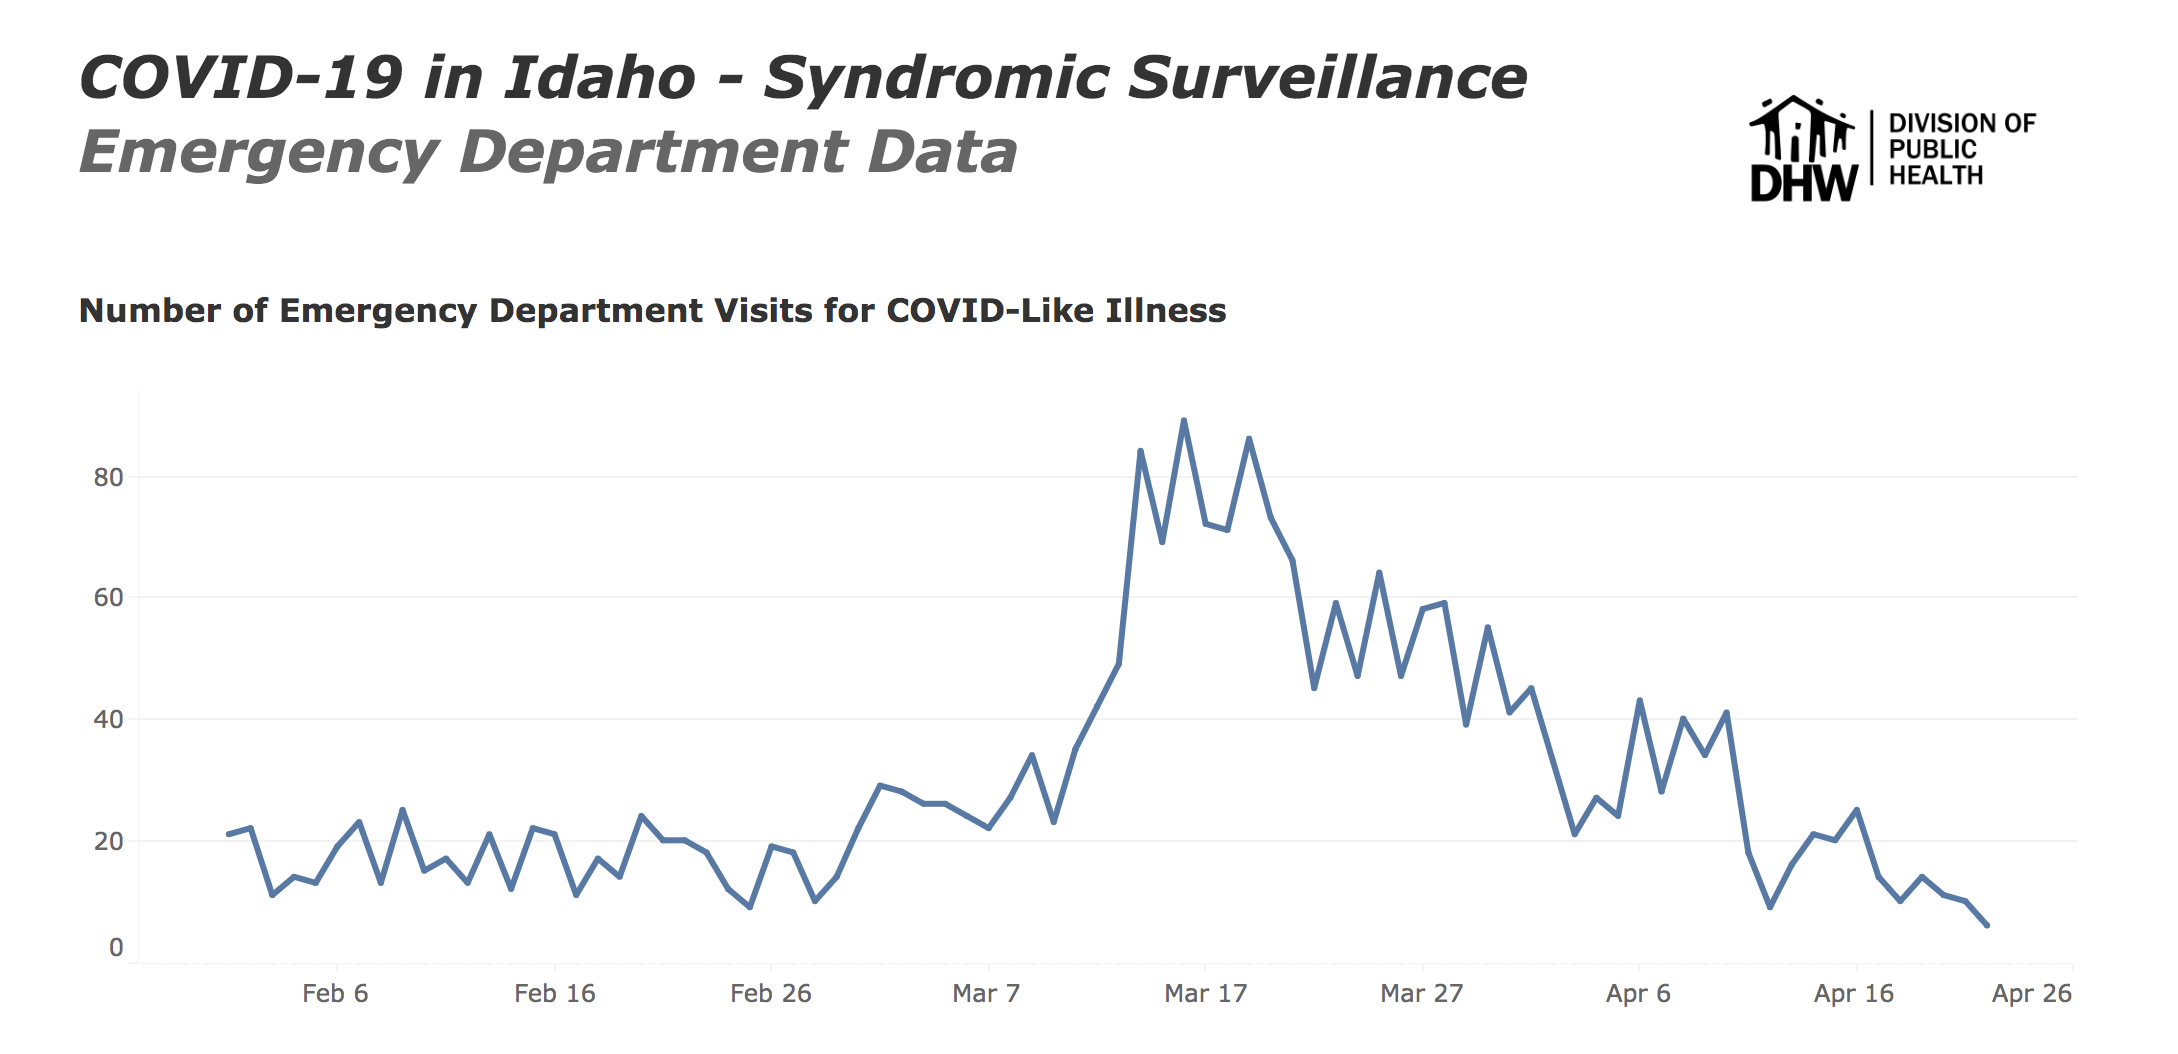 COVID-19 in Idaho - Syndromic Surveillance
Emergency Department Data
DHW
DIVISION OF
PUBLIC
HEALTH
Number of Emergency Department Visits for COVID-Like Illness
80
60
40
20
0
Feb 6 Feb 16 Feb 26 Mar 7 Mar 17 Mar 27 Apr 6 Apr 16 Apr 26